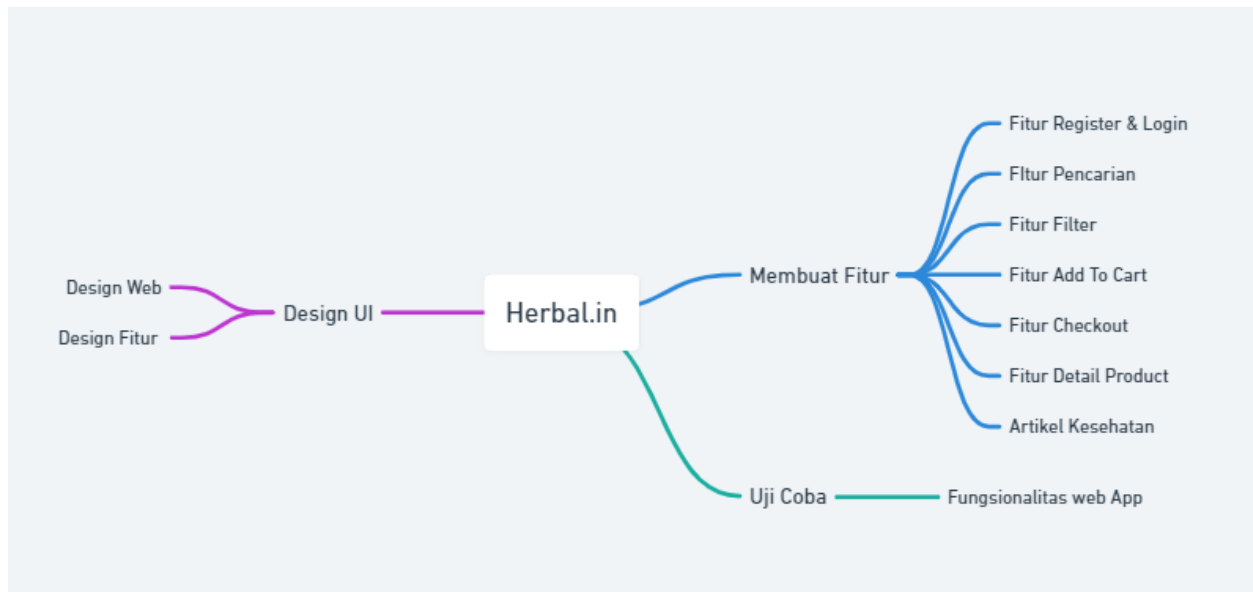 Herbal.in
Design UI
Design Web
Design Fitur
Membuat Fitur
Fitur Register & Login
FItur Pencarian
Fitur Filter
Fitur Add To Cart
Fitur Checkout
Fitur Detail Product
Artikel Kesehatan
Uji Coba
Fungsionalitas web App